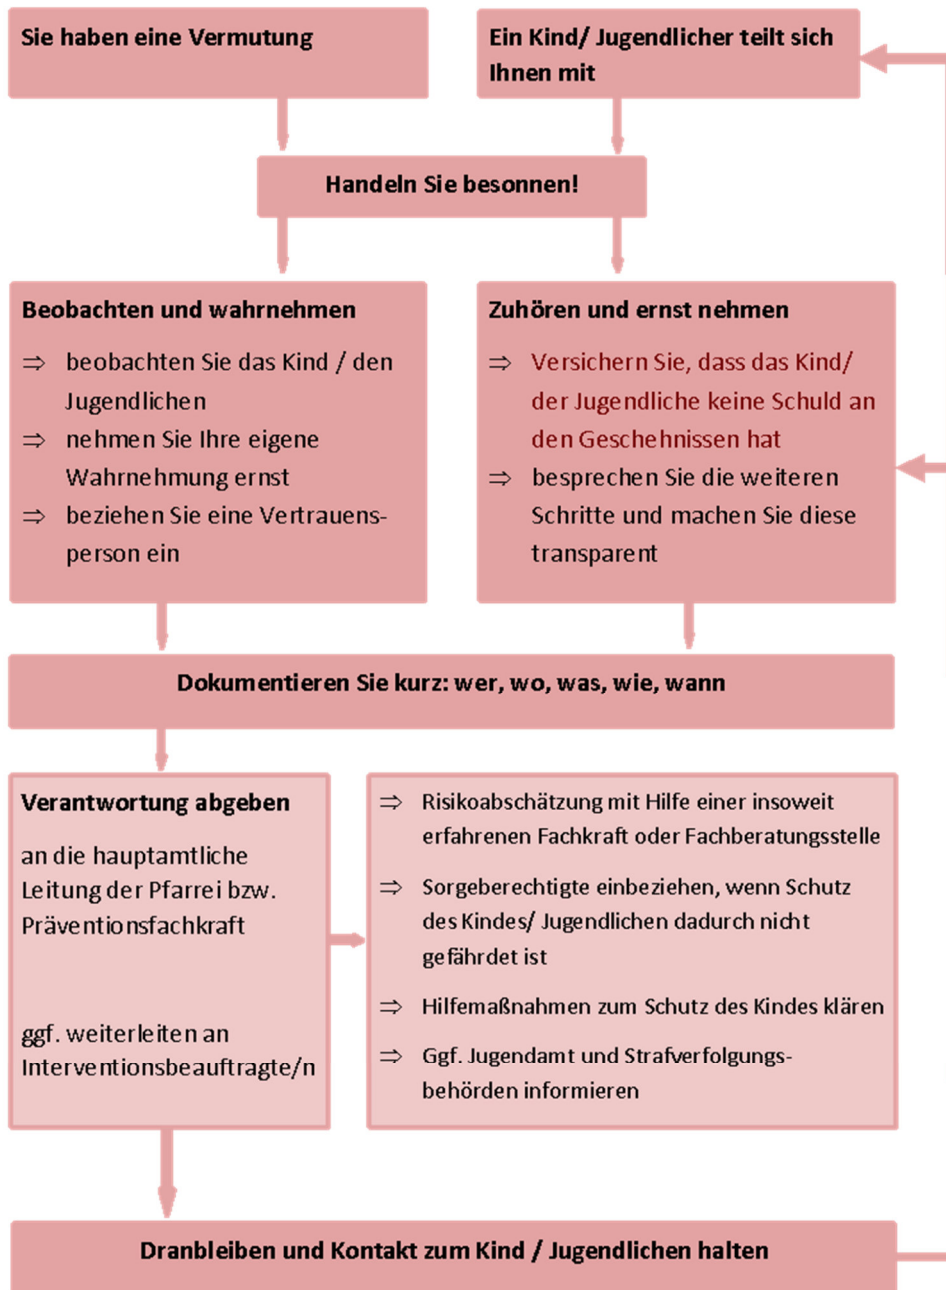 Sie haben eine Vermutung
Ein Kind/ Jugendlicher teilt sich
Ihnen mit
Handeln Sie besonnen!
Beobachten und wahrnehmen
⇒ beobachten Sie das Kind / den
Jugendlichen
⇒ nehmen Sie Ihre eigene
Wahrnehmung ernst
⇒ beziehen Sie eine Vertrauens-
person ein
Zuhören und ernst nehmen
⇒ Versichern Sie, dass das Kind/
der Jugendliche keine Schuld an
den Geschehnissen hat
⇒ besprechen Sie die weiteren
Schritte und machen Sie diese
transparent
Dokumentieren Sie kurz: wer, wo, was, wie, wann
Verantwortung abgeben
an die hauptamtliche
Leitung der Pfarrei bzw.
Präventionsfachkraft
ggf. weiterleiten an
Interventionsbeauftragte/n
⇒ Risikoabschätzung mit Hilfe einer insoweit
erfahrenen Fachkraft oder Fachberatungsstelle
⇒ Sorgeberechtigte einbeziehen, wenn Schutz
des Kindes/ Jugendlichen dadurch nicht
gefährdet ist
⇒ Hilfemaßnahmen zum Schutz des Kindes klären
⇒ Ggf. Jugendamt und Strafverfolgungs-
behörden informieren
Dranbleiben und Kontakt zum Kind / Jugendlichen halten